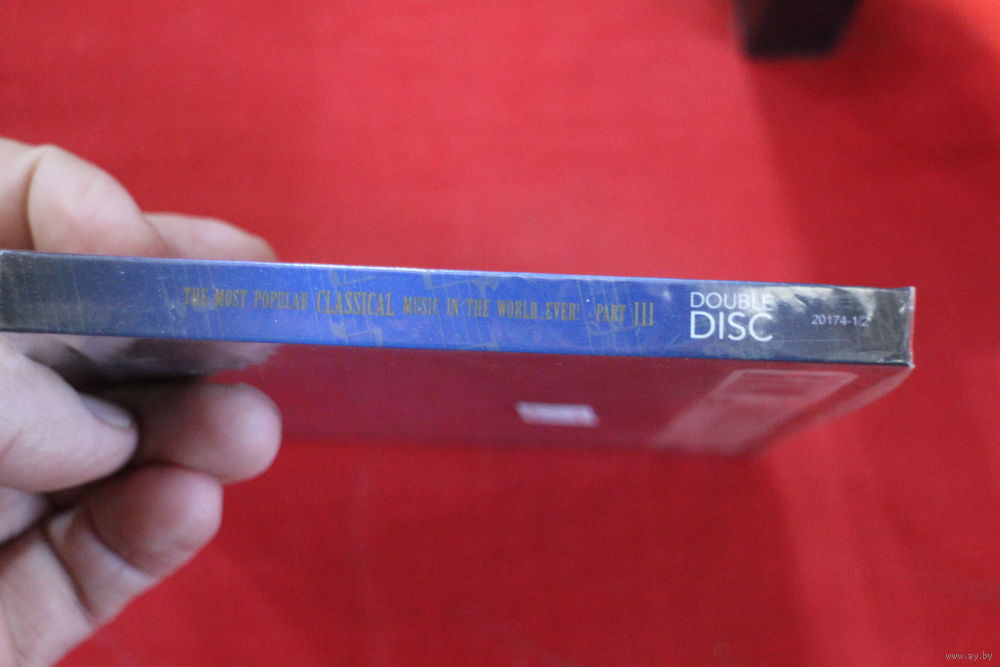 THE MOST POPULAR CLASSICAL MUSIC IN THE WORLD EVER! PART III
DOUBLE
DISC
20174-1/2
www.ay.by